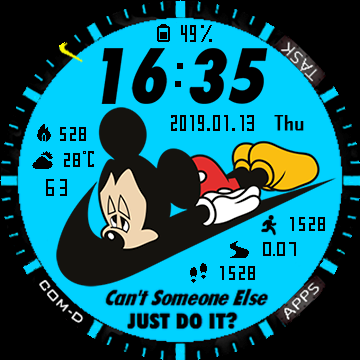 49%
16:35
TASK
2019.01.13 Thu
528
28°C
63
1528
0.07
1528
COM-D
APPS
Can't Someone Else
JUST DO IT?